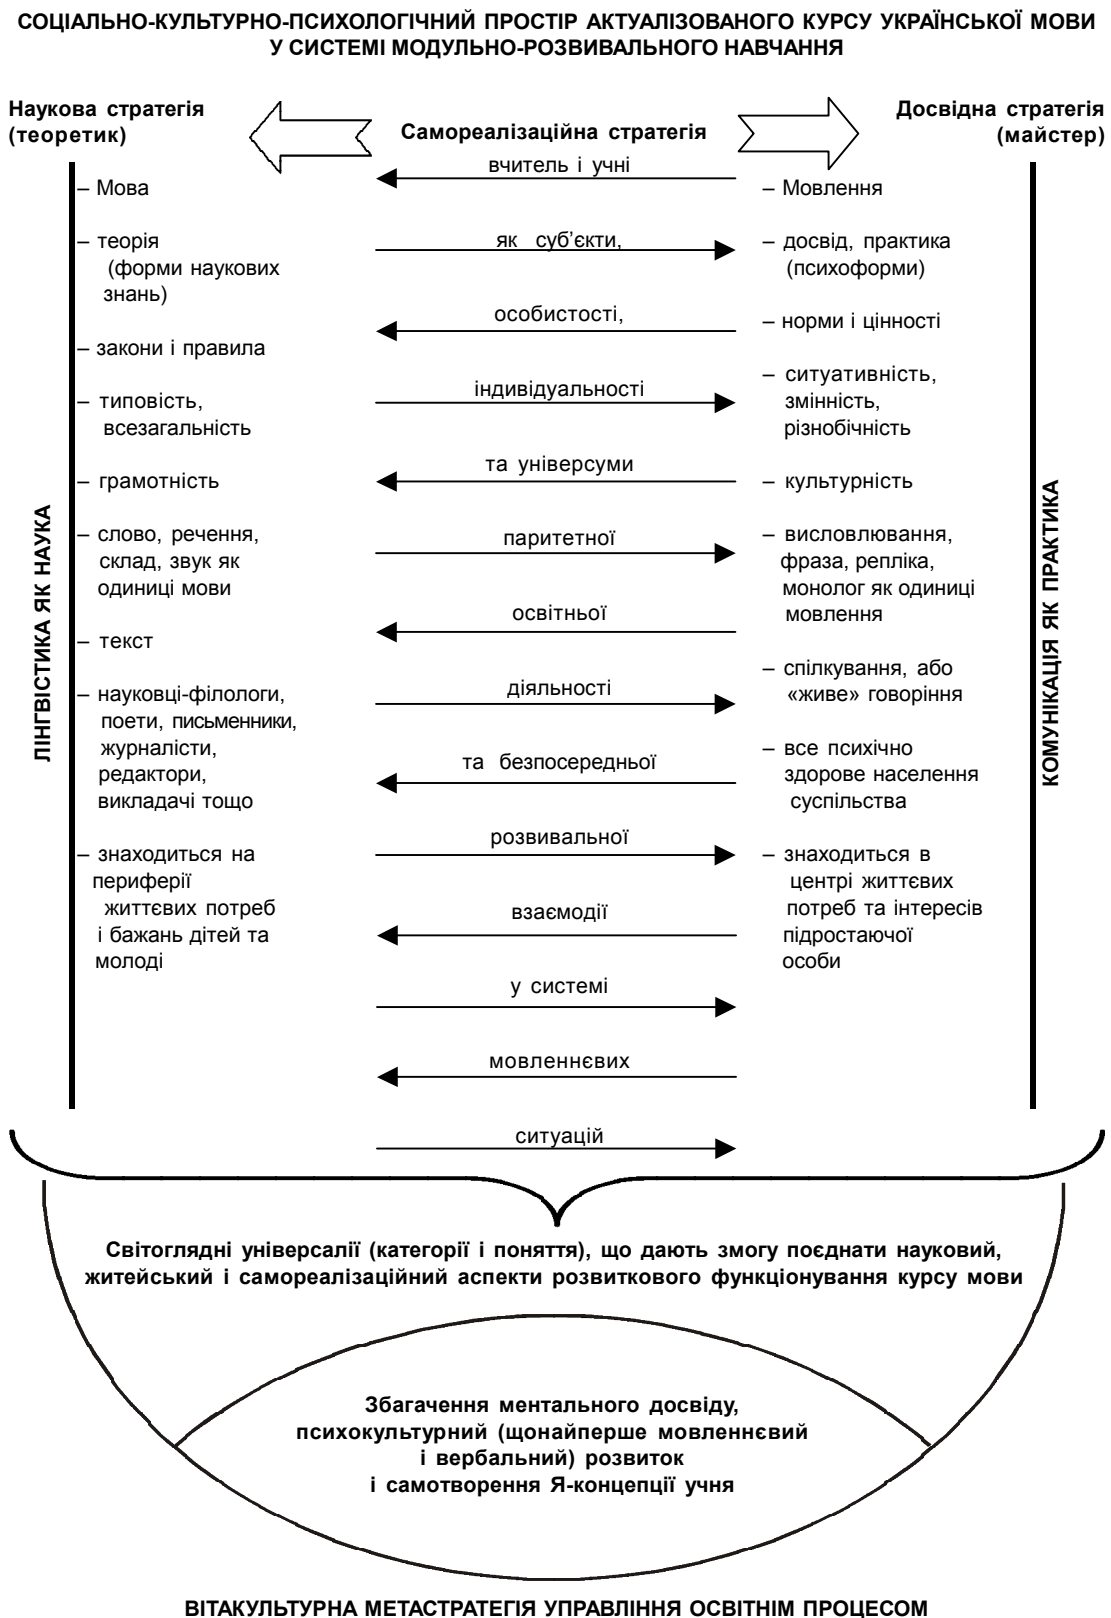 СОЦІАЛЬНО-КУЛЬТУРНО-ПСИХОЛОГІЧНИЙ ПРОСТІР АКТУАЛІЗОВАНОГО КУРСУ УКРАЇНСЬКОЇ МОВИ
У СИСТЕМІ МОДУЛЬНО-РОЗВИВАЛЬНОГО НАВЧАННЯ
Наукова стратегія
(теоретик)
Самореалізаційна стратегія
Досвідна стратегія
(майстер)
ЛІНГВІСТИКА ЯК НАУКА
– Мова
– теорія
(форми наукових
знань)
– закони і правила
– типовість,
всезагальність
– грамотність
– слово, речення,
склад, звук як
одиниці мови
– текст
– науковці-філологи,
поети, письменники,
журналісти,
редактори,
викладачі тощо
– знаходиться на
периферії
життєвих потреб
і бажань дітей та
молоді
вчитель і учні
як суб’єкти,
особистості,
індивідуальності
та універсуми
паритетної
освітньої
діяльності
та безпосередньої
розвивальної
взаємодії
у системі
мовленнєвих
ситуацій
– Мовлення
– досвід, практика
(психоформи)
– норми і цінності
– ситуативність,
змінність,
різнобічність
– культурність
– висловлювання,
фраза, репліка,
монолог як одиниці
мовлення
– спілкування, або
«живе» говоріння
– все психічно
здорове населення
суспільства
– знаходиться в
центрі життєвих
потреб та інтересів
підростаючої
особи
КОМУНІКАЦІЯ ЯК ПРАКТИКА
Світоглядні універсалії (категорії і поняття), що дають змогу поєднати науковий,
житейський і самореалізаційний аспекти розвиткового функціонування курсу мови
Збагачення ментального досвіду,
психокультурний (щонайперше мовленнєвий
і вербальний) розвиток
і самотворення Я-концепції учня
ВІТАКУЛЬТУРНА МЕТАСТРАТЕГІЯ УПРАВЛІННЯ ОСВІТНІМ ПРОЦЕСОМ